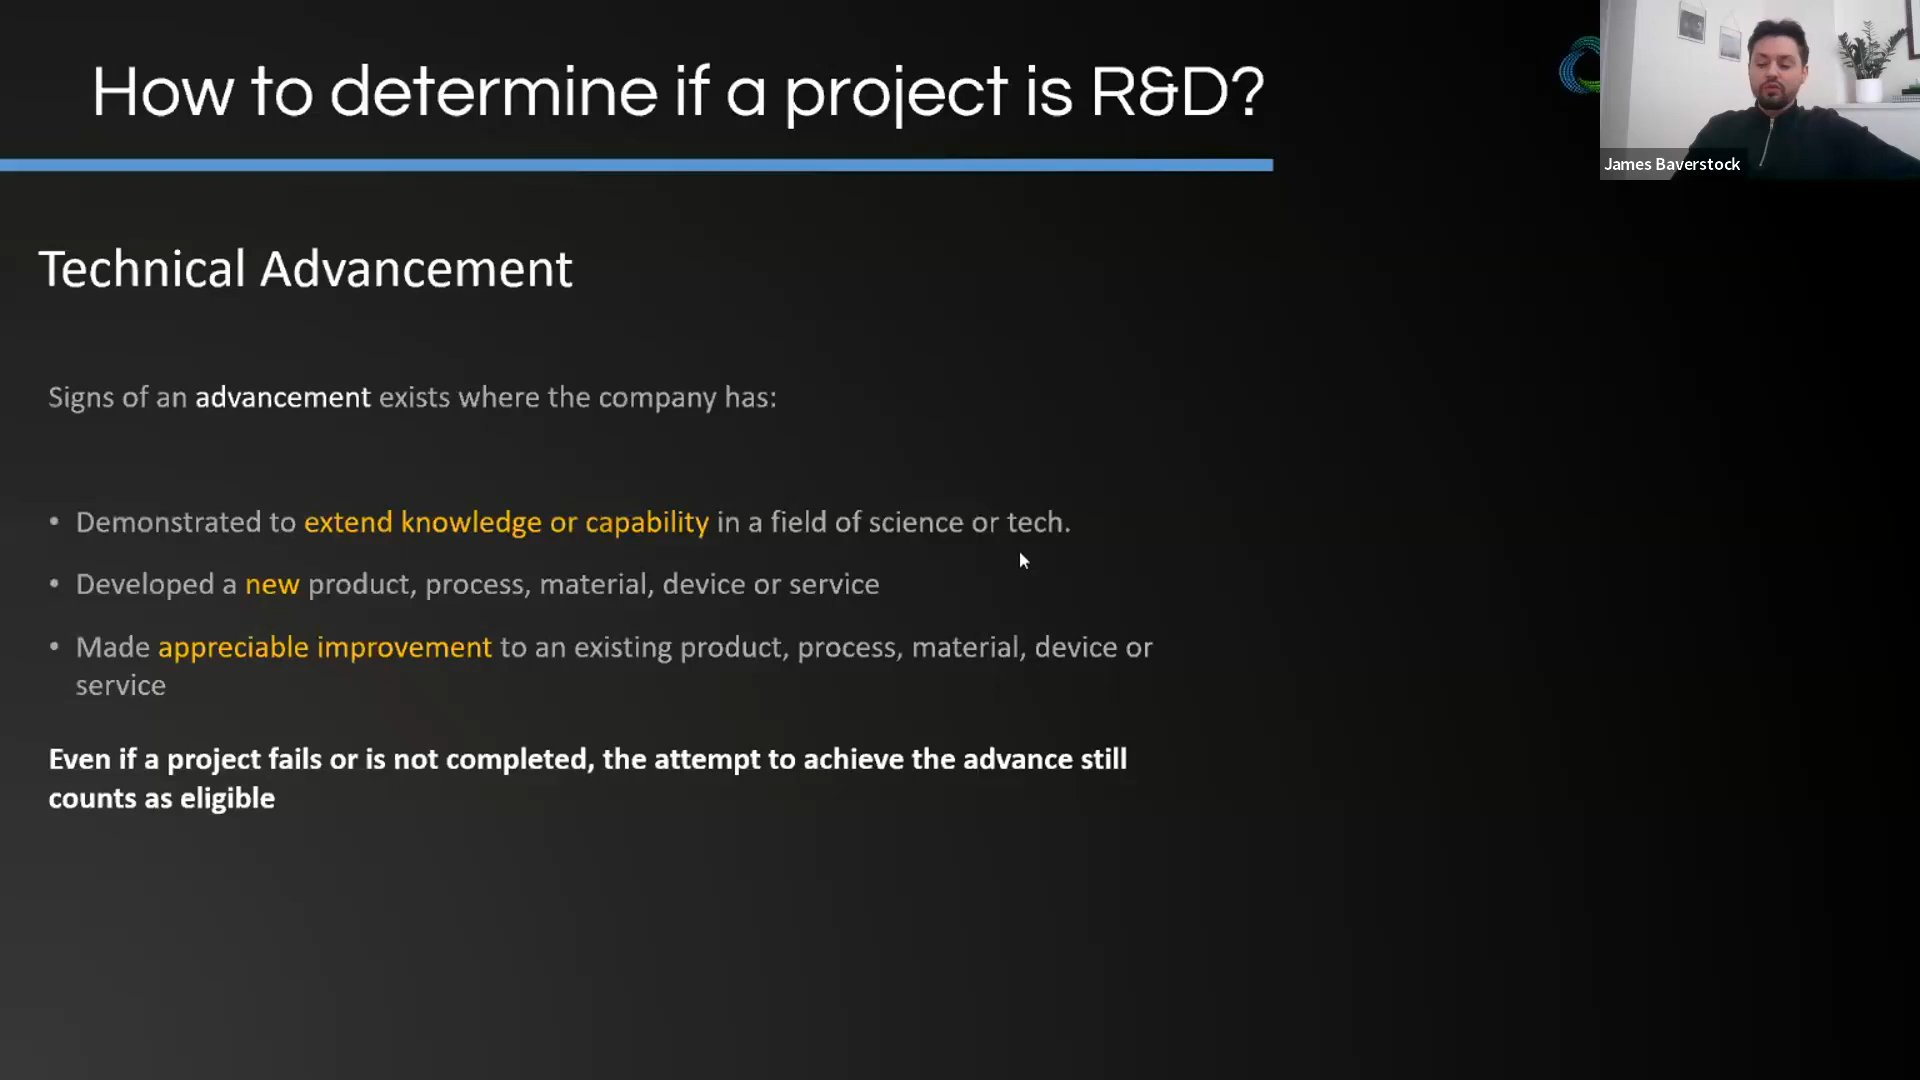 How to determine if a project is R&D?
James Baverstock
Technical Advancement
Signs of an advancement exists where the company has:
• Demonstrated to extend knowledge or capability in a field of science or tech.
• Developed a new product, process, material, device or service
• Made appreciable improvement to an existing product, process, material, device or
service
Even if a project fails or is not completed, the attempt to achieve the advance still
counts as eligible